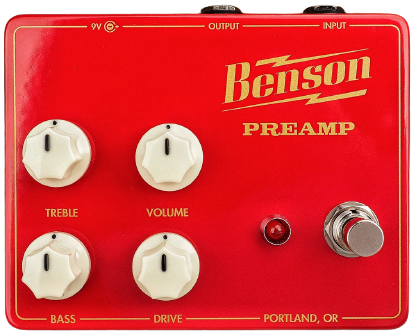 9V OUTPUT INPUT
Benson
PREAMP
TREBLE VOLUME
BASS DRIVE PORTLAND, OR